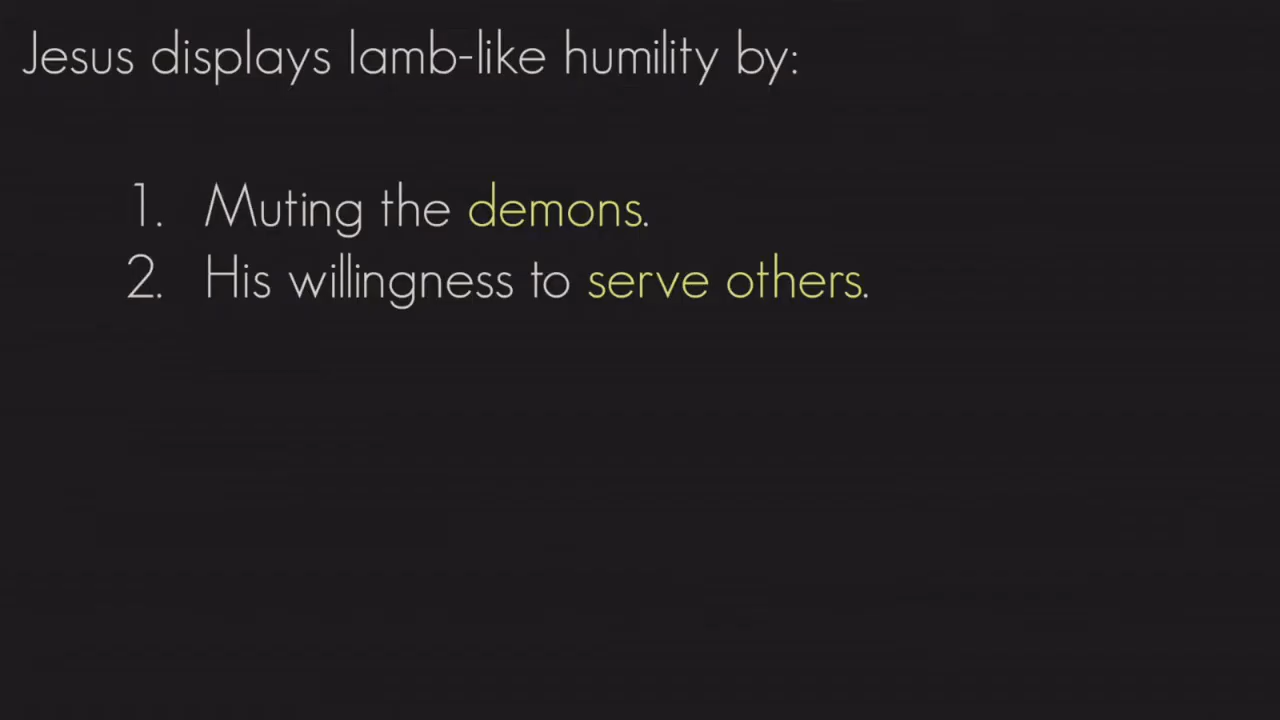 Jesus displays lamb-like humility by:
1. Muting the demons.
2. His willingness to serve others.